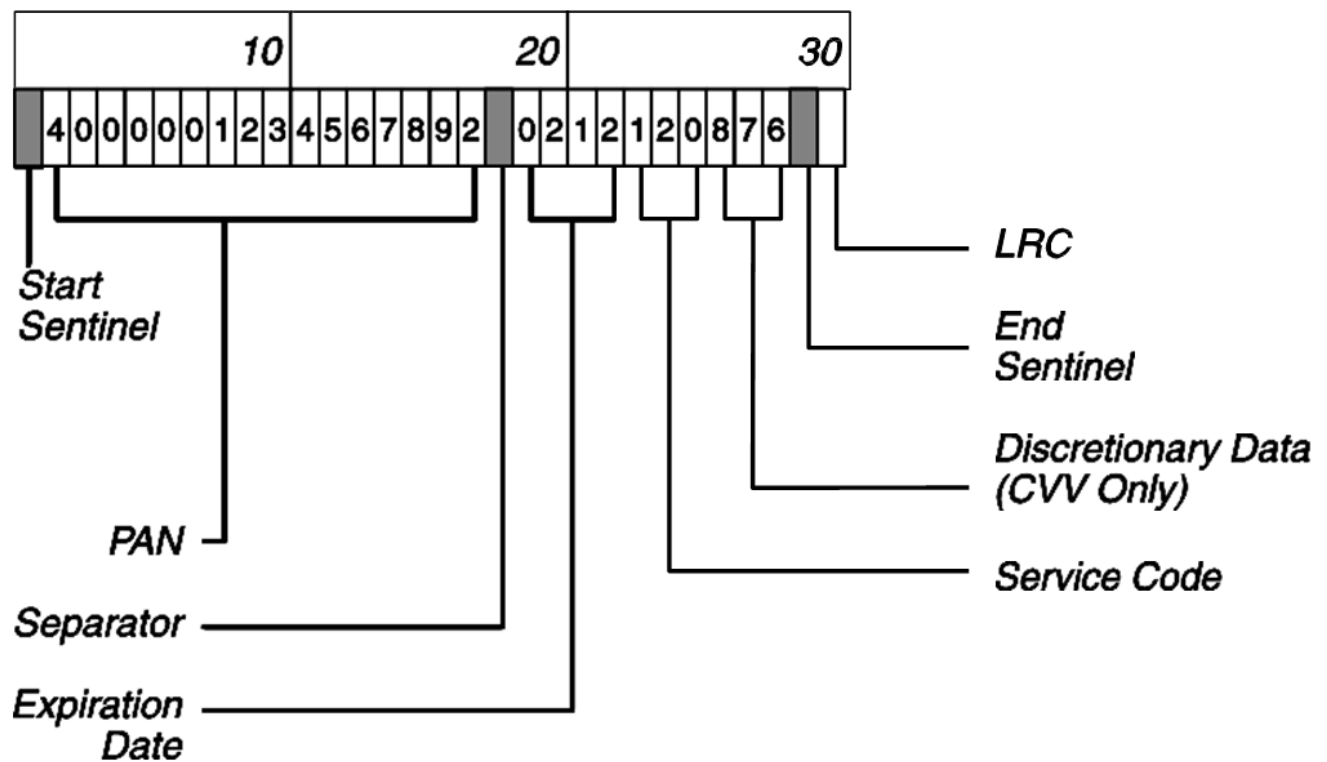 10 20 30
4000001234567892 0212120876
LRC
Start
Sentinel
End
Sentinel
Discretionary Data
(CVV Only)
PAN
Service Code
Separator
Expiration
Date